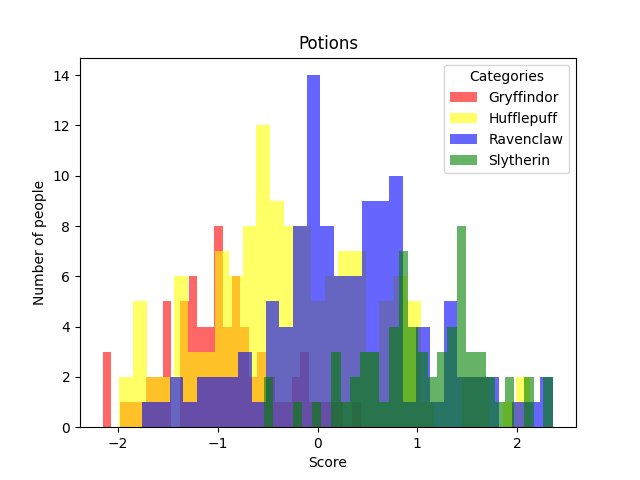 Potions
Categories
Gryffindor
Hufflepuff
Ravenclaw
Slytherin
14
12
10
8
6
4
2
0
Number of people
−2
−1
0
1
2
Score